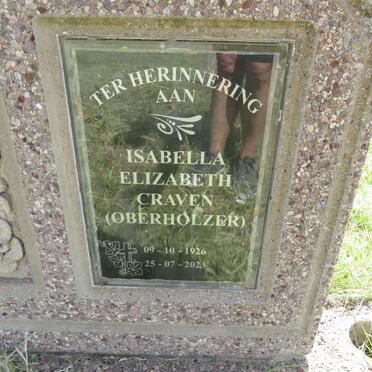 TER HERINNERING
AAN
ISABELLA
ELIZABETH
CRAVEN
(OBERHOLZER)
09 - 10 - 1926
25 - 07 - 2023